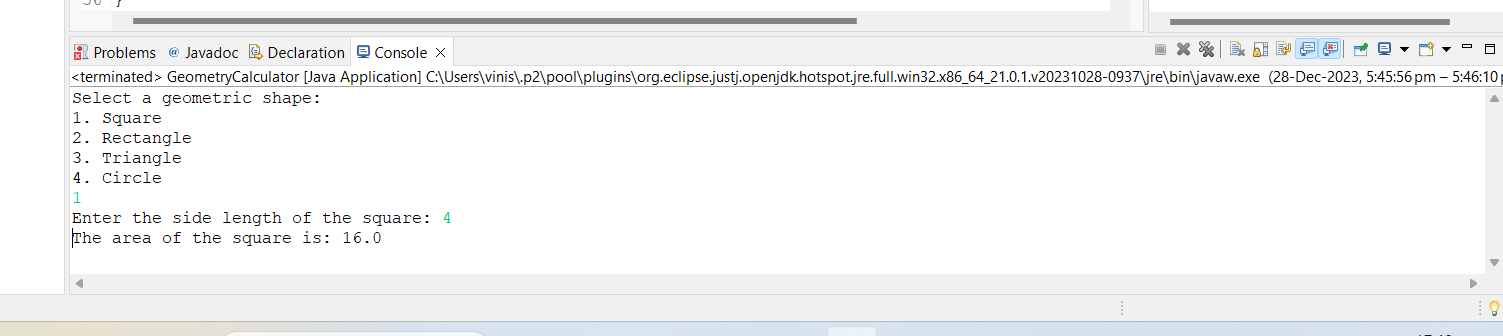 Problems @ Javadoc Declaration Console
<terminated> GeometryCalculator [Java Application] C:\Users\vinis\.p2\pool\plugins\org.eclipse.justj.openjdk.hotspot.jre.full.win32.x86_64_21.0.1.v20231028-0937\jre\bin\javaw.exe (28-Dec-2023, 5:45:56 pm – 5:46:10
Select a geometric shape:
1. Square
2. Rectangle
3. Triangle
4. Circle
1
Enter the side length of the square: 4
The area of the square is: 16.0